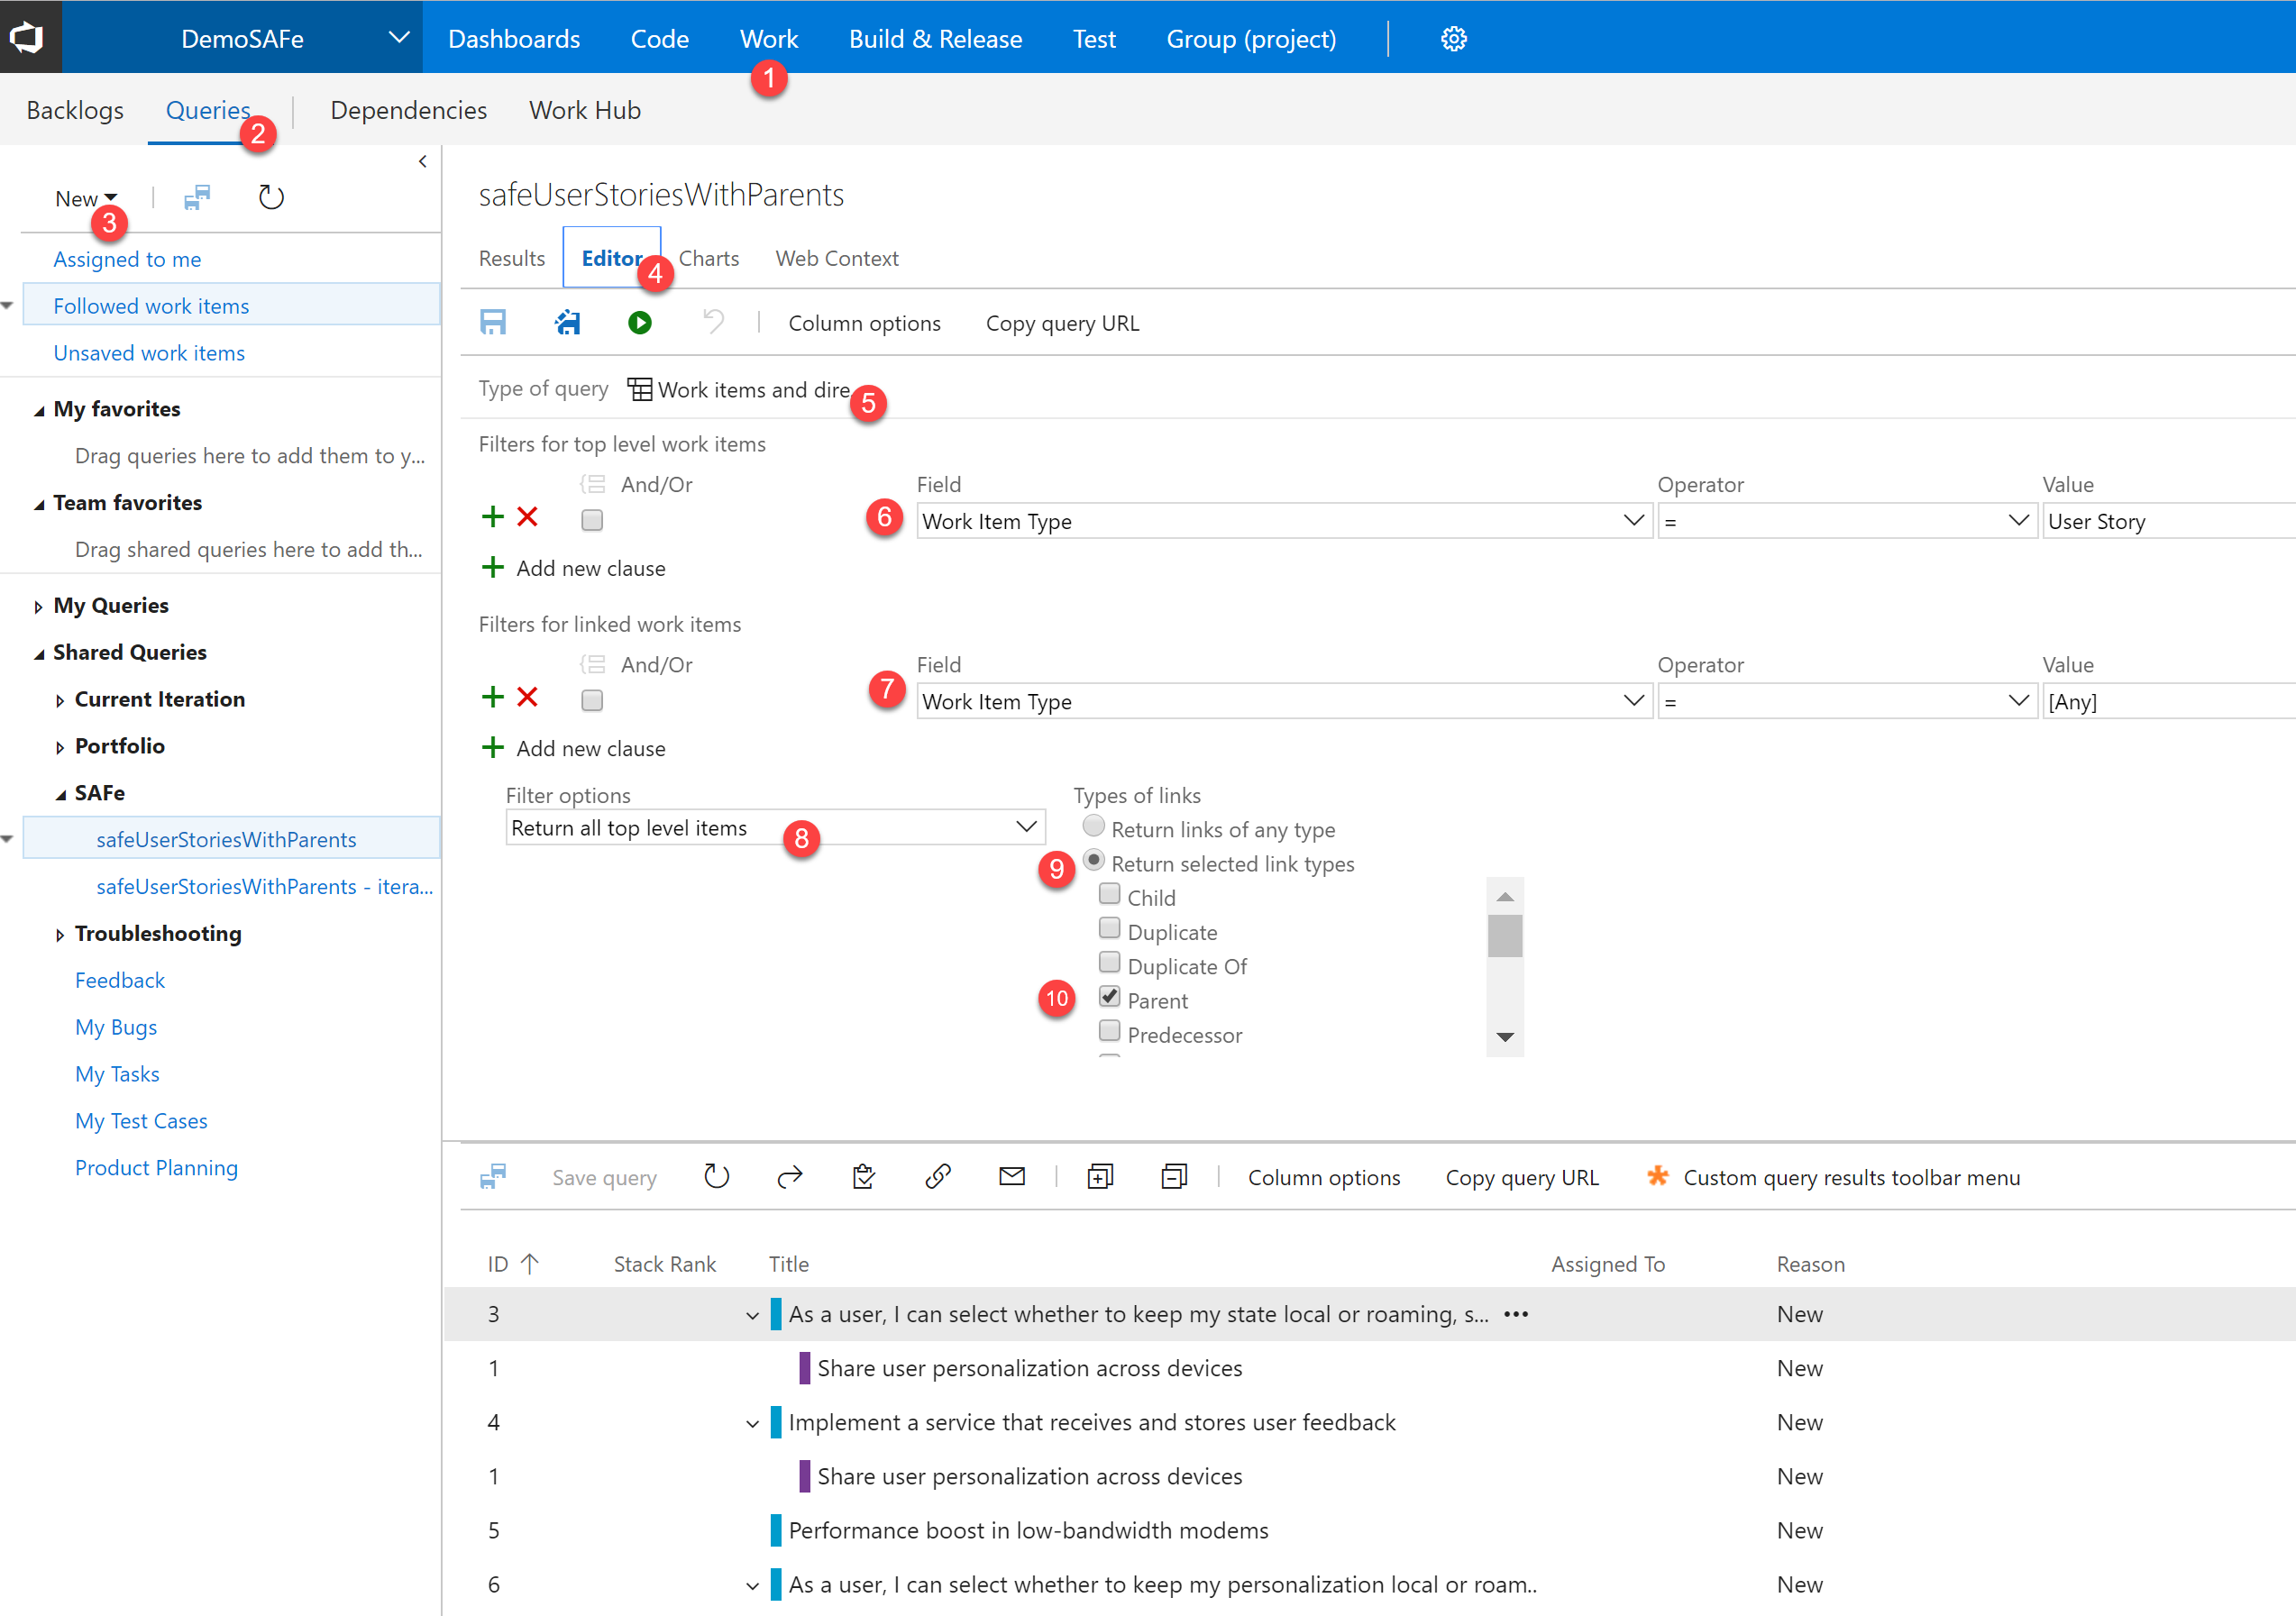 DemoSAFe Dashboards Code Work Build & Release Test Group (project)
1
Backlogs Queries Dependencies Work Hub
2
New
3
Assigned to me
Followed work items
Unsaved work items
My favorites
Drag queries here to add them to y...
Team favorites
Drag shared queries here to add th...
My Queries
Shared Queries
Current Iteration
Portfolio
SAFe
safeUserStoriesWithParents
safeUserStoriesWithParents - itera...
Troubleshooting
Feedback
My Bugs
My Tasks
My Test Cases
Product Planning
safeUserStoriesWithParents
Results Editor Charts Web Context
4
Column options Copy query URL
Type of query Work items and dire
5
Filters for top level work items
And/Or Field Operator Value
6 Work Item Type = User Story
Add new clause
Filters for linked work items
And/Or Field Operator Value
7 Work Item Type = [Any]
Add new clause
Filter options Types of links
Return all top level items 8 Return links of any type
9 Return selected link types
Child
Duplicate
Duplicate Of
10 Parent
Predecessor
Save query Column options Copy query URL Custom query results toolbar menu
ID Stack Rank Title Assigned To Reason
3 As a user, I can select whether to keep my state local or roaming, s... New
1 Share user personalization across devices New
4 Implement a service that receives and stores user feedback New
1 Share user personalization across devices New
5 Performance boost in low-bandwidth modems New
6 As a user, I can select whether to keep my personalization local or roam.. New